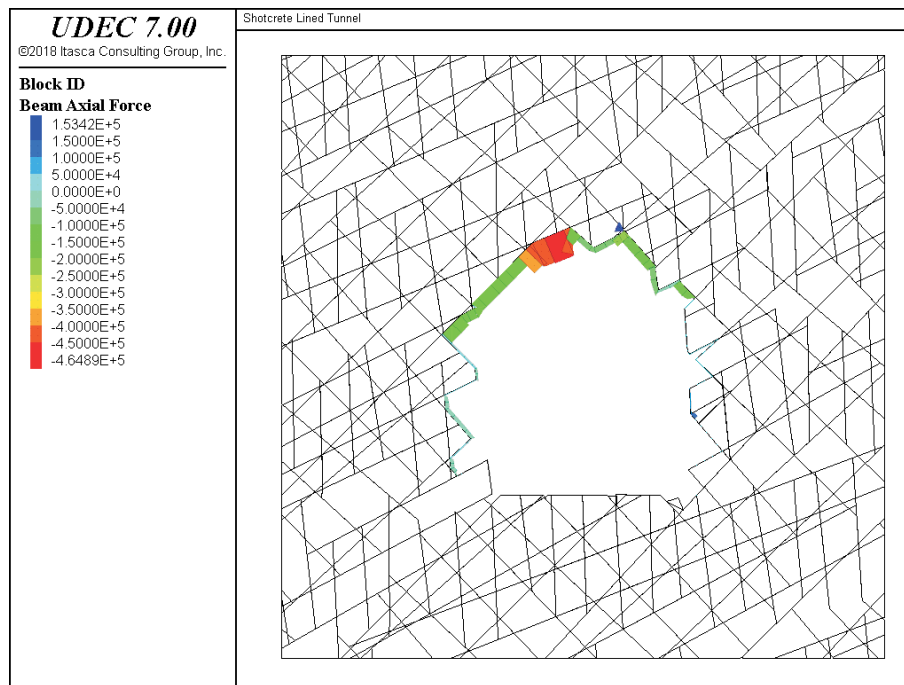 UDEC 7.00
©2018 Itasca Consulting Group, Inc.
Block ID
Beam Axial Force
1.5342E+5
1.5000E+5
1.0000E+5
5.0000E+4
0.0000E+0
-5.0000E+4
-1.0000E+5
-1.5000E+5
-2.0000E+5
-2.5000E+5
-3.0000E+5
-3.5000E+5
-4.0000E+5
-4.5000E+5
-4.6489E+5
Shotcrete Lined Tunnel